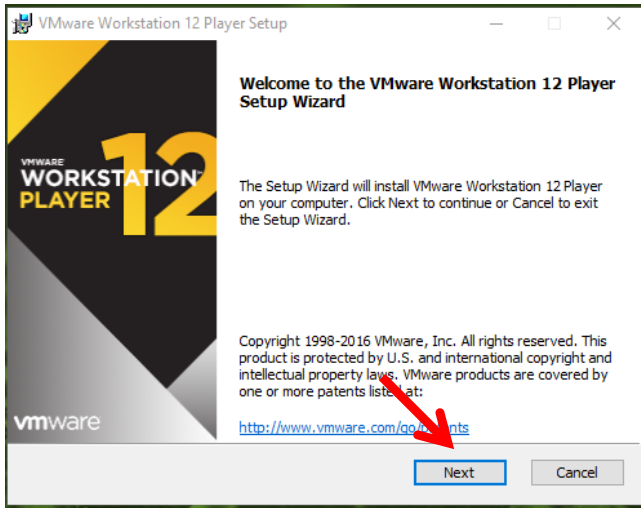 VMware Workstation 12 Player Setup
Welcome to the VMware Workstation 12 Player
Setup Wizard
VMWARE
WORKSTATION™
PLAYER
12
The Setup Wizard will install VMware Workstation 12 Player
on your computer. Click Next to continue or Cancel to exit
the Setup Wizard.
Copyright 1998-2016 VMware, Inc. All rights reserved. This
product is protected by U.S. and international copyright and
intellectual property laws. VMware products are covered by
one or more patents listed at:
http://www.vmware.com/go/patents
vmware
Next
Cancel